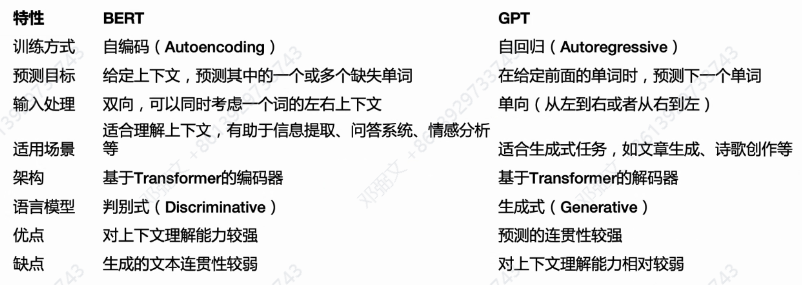 特性 BERT GPT
训练方式 自编码（Autoencoding） 自回归（Autoregressive）
预测目标 给定上下文，预测其中的一个或多个缺失单词 在给定前面的单词时，预测下一个单词
输入处理 双向，可以同时考虑一个词的左右上下文 单向（从左到右或者从右到左）
适用场景 适合理解上下文，有助于信息提取、问答系统、情感分析等 适合生成式任务，如文章生成、诗歌创作等
架构 基于Transformer的编码器 基于Transformer的解码器
语言模型 判别式（Discriminative） 生成式（Generative）
优点 对上下文理解能力较强 预测的连贯性较强
缺点 生成的文本连贯性较弱 对上下文理解能力相对较弱